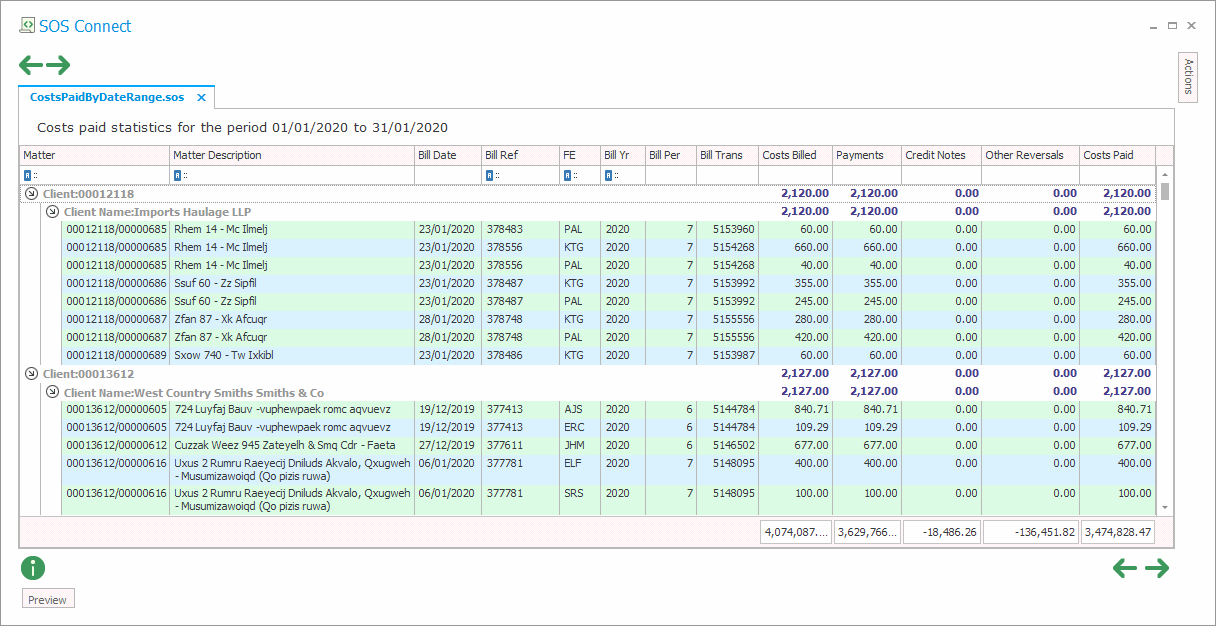 SOS Connect
Actions
CostsPaidByDateRange.sos
Costs paid statistics for the period 01/01/2020 to 31/01/2020
Matter Matter Description Bill Date Bill Ref FE Bill Yr Bill Per Bill Trans Costs Billed Payments Credit Notes Other Reversals Costs Paid
Client:00012118 2,120.00 2,120.00 0.00 0.00 2,120.00
Client Name:Imports Haulage LLP 2,120.00 2,120.00 0.00 0.00 2,120.00
00012118/00000685 Rhem 14 - Mc Ilmelj 23/01/2020 378483 PAL 2020 7 5153960 60.00 60.00 0.00 0.00 60.00
00012118/00000685 Rhem 14 - Mc Ilmelj 23/01/2020 378556 KTG 2020 7 5154268 660.00 660.00 0.00 0.00 660.00
00012118/00000685 Rhem 14 - Mc Ilmelj 23/01/2020 378556 PAL 2020 7 5154268 40.00 40.00 0.00 0.00 40.00
00012118/00000686 Ssuf 60 - Zz Sipfil 23/01/2020 378487 KTG 2020 7 5153992 355.00 355.00 0.00 0.00 355.00
00012118/00000686 Ssuf 60 - Zz Sipfil 23/01/2020 378487 PAL 2020 7 5153992 245.00 245.00 0.00 0.00 245.00
00012118/00000687 Zfan 87 - Xk Afcuqr 28/01/2020 378748 KTG 2020 7 5155556 280.00 280.00 0.00 0.00 280.00
00012118/00000687 Zfan 87 - Xk Afcuqr 28/01/2020 378748 PAL 2020 7 5155556 420.00 420.00 0.00 0.00 420.00
00012118/00000689 Sxow 740 - Tw Ixkibl 23/01/2020 378486 KTG 2020 7 5153987 60.00 60.00 0.00 0.00 60.00
Client:00013612 2,127.00 2,127.00 0.00 0.00 2,127.00
Client Name:West Country Smiths Smiths & Co 2,127.00 2,127.00 0.00 0.00 2,127.00
00013612/00000605 724 Luyfaj Bauv -vuphewpaek romc aqvuevz 19/12/2019 377413 AJS 2020 6 5144784 840.71 840.71 0.00 0.00 840.71
00013612/00000605 724 Luyfaj Bauv -vuphewpaek romc aqvuevz 19/12/2019 377413 ERC 2020 6 5144784 109.29 109.29 0.00 0.00 109.29
00013612/00000612 Cuzzak Weez 945 Zateyelh & Smq Cdr - Faeta 27/12/2019 377611 JHM 2020 6 5146502 677.00 677.00 0.00 0.00 677.00
00013612/00000616 Uxus 2 Rumru Raeyecij Dniluds Akvalo, Qxugweh 06/01/2020 377781 ELF 2020 7 5148095 400.00 400.00 0.00 0.00 400.00
- Musumizawoiqd (Qo pizis ruwa)
00013612/00000616 Uxus 2 Rumru Raeyecij Dniluds Akvalo, Qxugweh 06/01/2020 377781 SRS 2020 7 5148095 100.00 100.00 0.00 0.00 100.00
- Musumizawoiqd (Qo pizis ruwa)
4,074,087.... 3,629,766... -18,486.26 -136,451.82 3,474,828.47
Preview